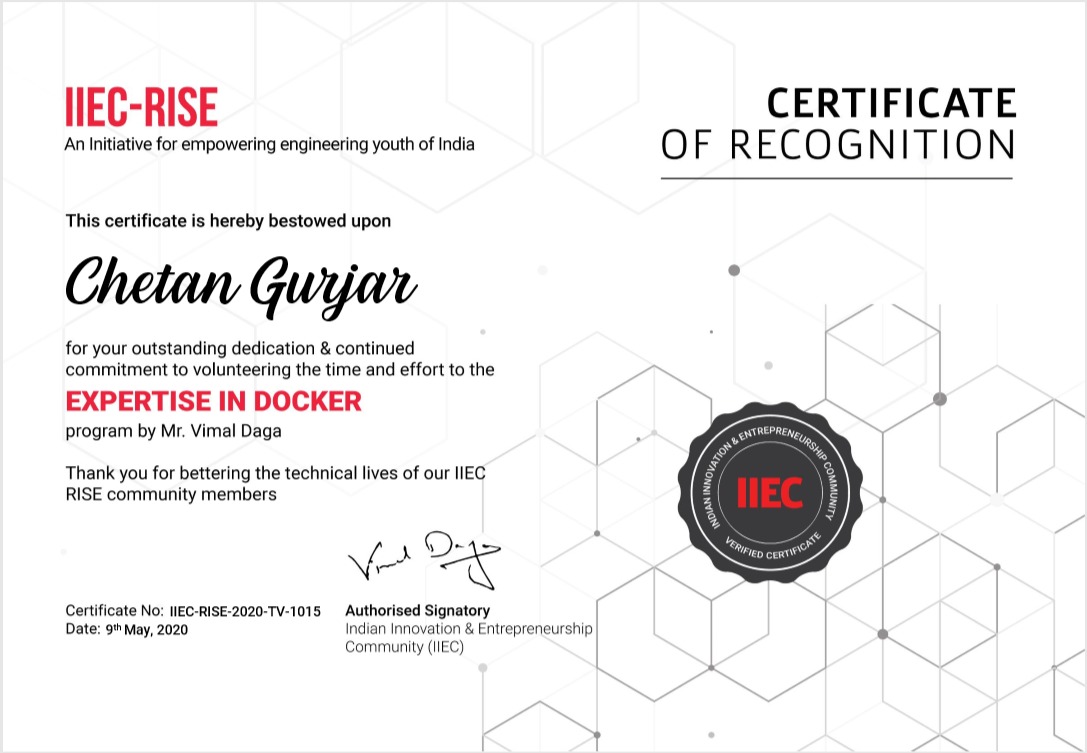 IIEC-RISE
An Initiative for empowering engineering youth of India
CERTIFICATE
OF RECOGNITION
This certificate is hereby bestowed upon
Chetan Gurjar
for your outstanding dedication & continued
commitment to volunteering the time and effort to the
EXPERTISE IN DOCKER
program by Mr. Vimal Daga
Thank you for bettering the technical lives of our IIEC
RISE community members
INDIAN INNOVATION & ENTREPRENEURSHIP COMMUNITY
IIEC
VERIFIED CERTIFICATE
Vimal Daga
Certificate No: IIEC-RISE-2020-TV-1015
Date: 9th May, 2020
Authorised Signatory
Indian Innovation & Entrepreneurship
Community (IIEC)